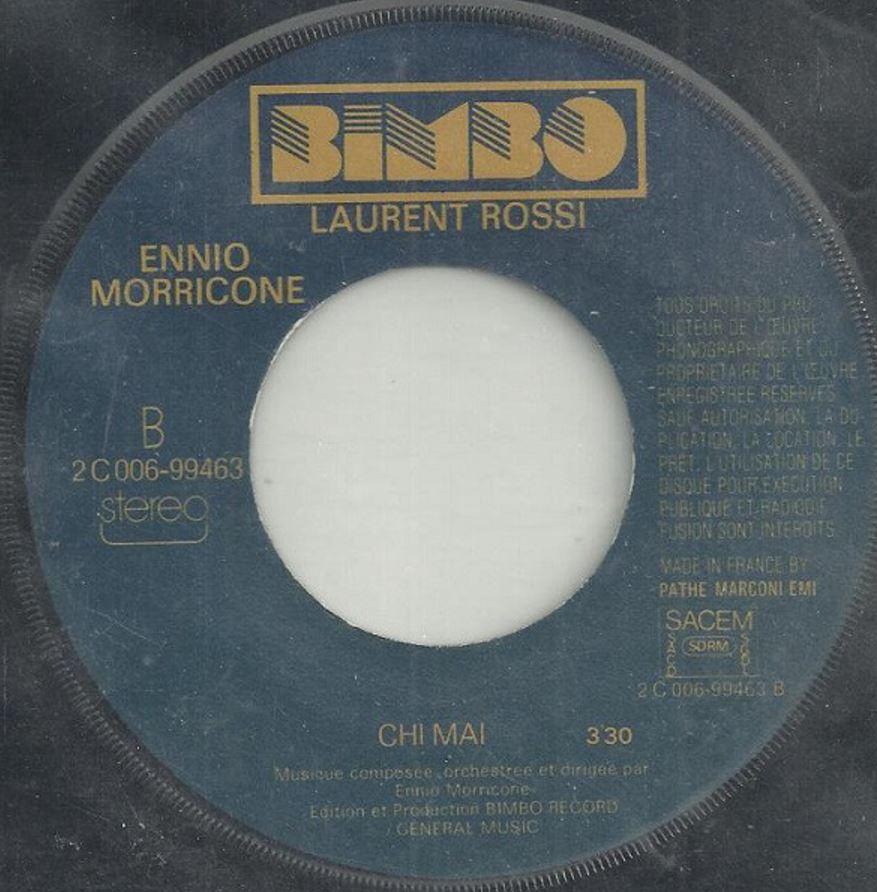 BIMBO
LAURENT ROSSI
ENNIO
MORRICONE
B
2 C 006-99463
stereo
TOUS DROITS DU PRO-
DUCTEUR DE L'ŒUVRE
PHONOGRAPHIQUE ET DU
PROPRIETAIRE DE L'ŒUVRE
ENREGISTREE RESERVES
SAUF AUTORISATION, LA DU-
PLICATION, LA LOCATION, LE
PRET, L'UTILISATION DE CE
DISQUE POUR EXECUTION
PUBLIQUE ET RADIODIF-
FUSION SONT INTERDITS
MADE IN FRANCE BY
PATHE MARCONI EMI
SACEM
SACD SDRM SGDL
2 C 006-99463 B
CHI MAI 3'30
Musique composée, orchestrée et dirigée par
Ennio Morricone
Edition et Production BIMBO RECORD
/ GENERAL MUSIC